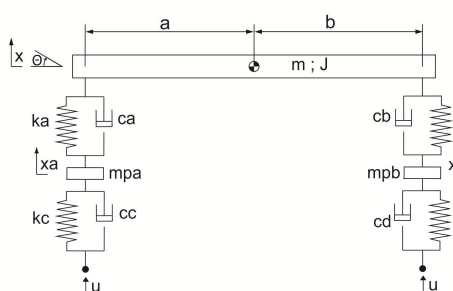 a b
x Θ m ; J
ka ca cb
xa mpa mpb x
kc cc cd
u u